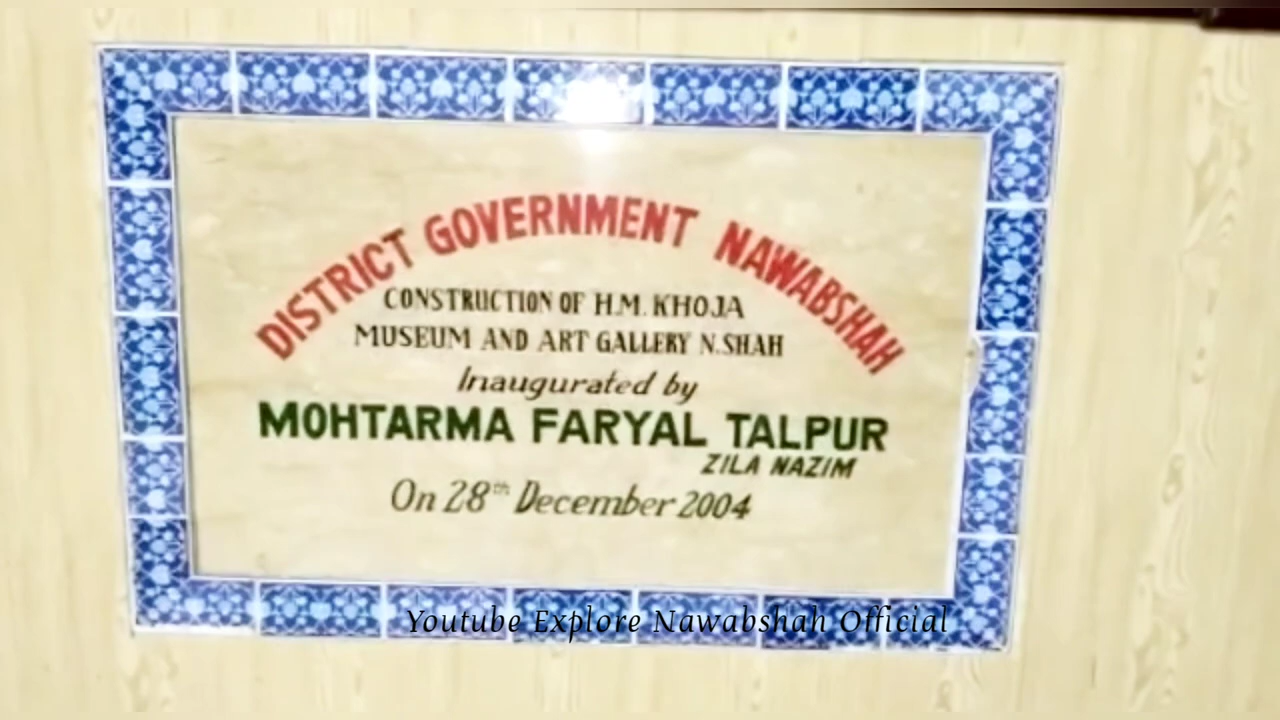 DISTRICT GOVERNMENT NAWABSHAH
CONSTRUCTION OF H.M. KHOJA
MUSEUM AND ART GALLERY N.SHAH
Inaugurated by
MOHTARMA FARYAL TALPUR
ZILA NAZIM
On 28th December 2004
Youtube Explore Nawabshah Official